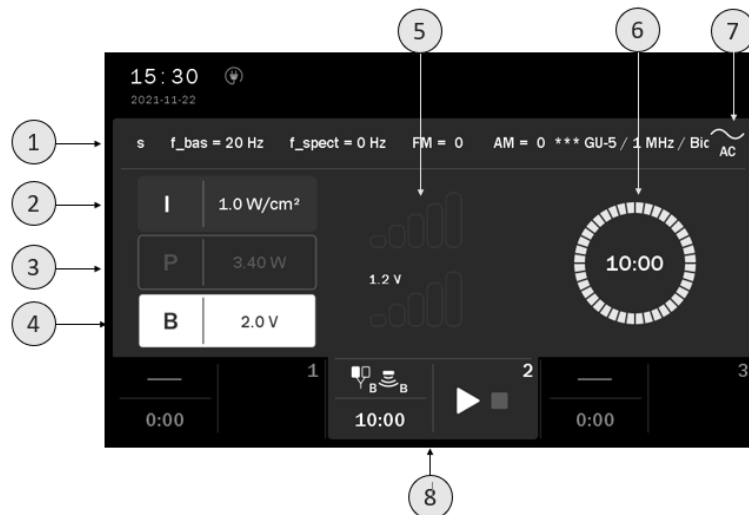 5
6
7
15:30
2021-11-22
1
s f_bas = 20 Hz f_spect = 0 Hz FM = 0 AM = 0 *** GU-5 / 1 MHz / Bic
AC
2
I 1.0 W/cm²
3
P 3.40 W
10:00
1.2 V
4
B 2.0 V
1
B B
2
3
0:00
10:00
0:00
8